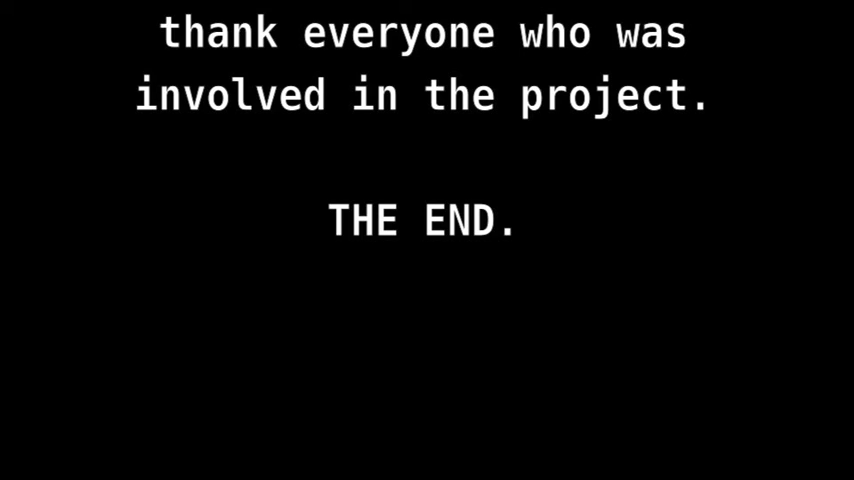 thank everyone who was
involved in the project.
THE END.